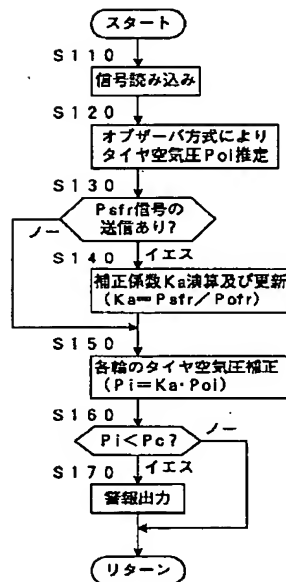 スタート
S110
信号読み込み
S120
オブザーバ方式により
タイヤ空気圧Poi推定
S130
Psfr信号の
送信あり?
ノー
S140
イエス
補正係数Ka演算及び更新
(Ka=Psfr/Pofr)
S150
各輪のタイヤ空気圧補正
(Pi=Ka·Poi)
S160
Pi<Pc?
ノー
S170
イエス
警報出力
リターン